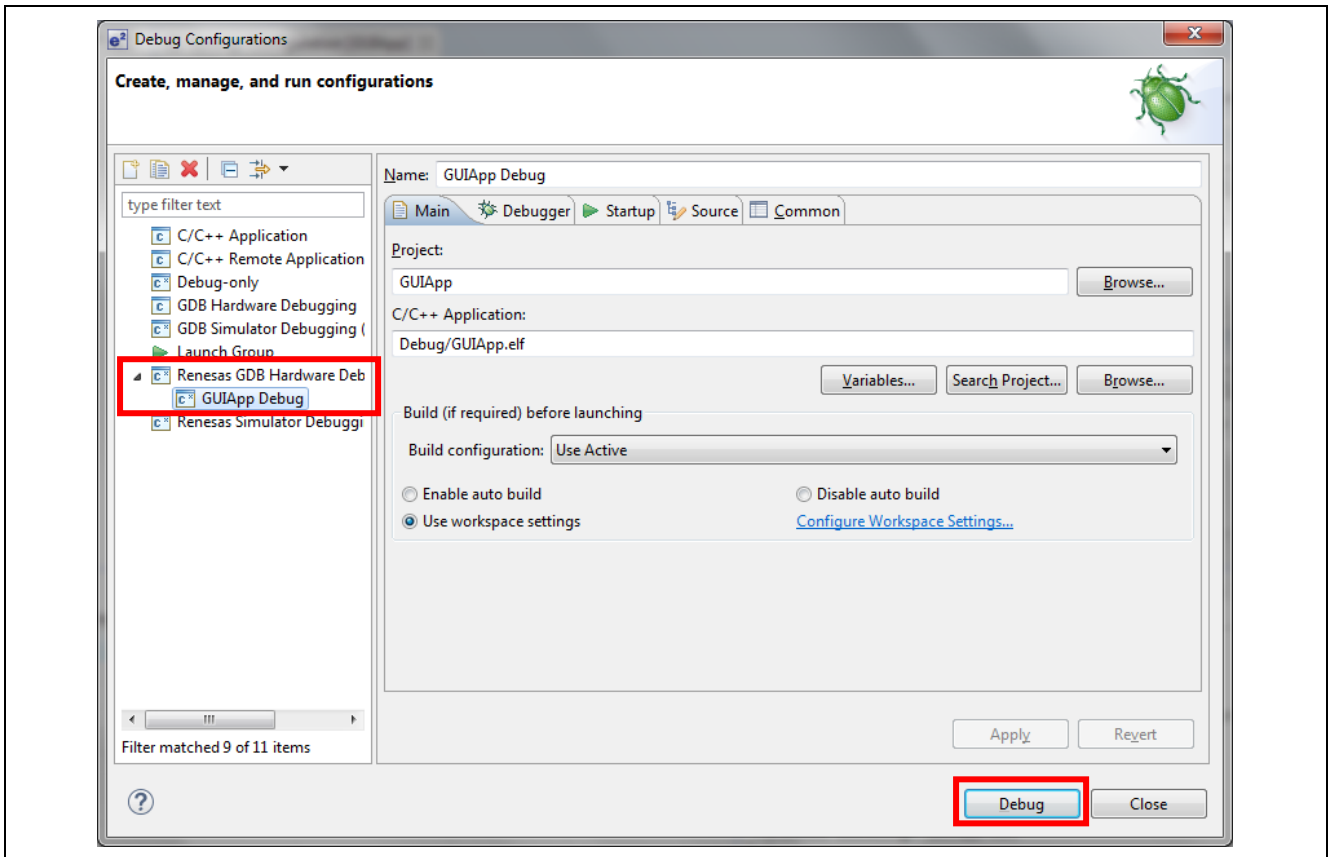 e² Debug Configurations
Create, manage, and run configurations
Name: GUIApp Debug
type filter text
Main Debugger Startup Source Common
C/C++ Application
C/C++ Remote Application
Debug-only
GDB Hardware Debugging
GDB Simulator Debugging (
Launch Group
Renesas GDB Hardware Deb
GUIApp Debug
Renesas Simulator Debuggi
Filter matched 9 of 11 items
Project:
GUIApp Browse...
C/C++ Application:
Debug/GUIApp.elf
Variables... Search Project... Browse...
Build (if required) before launching
Build configuration: Use Active
Enable auto build Disable auto build
Use workspace settings Configure Workspace Settings...
Apply Revert
? Debug Close